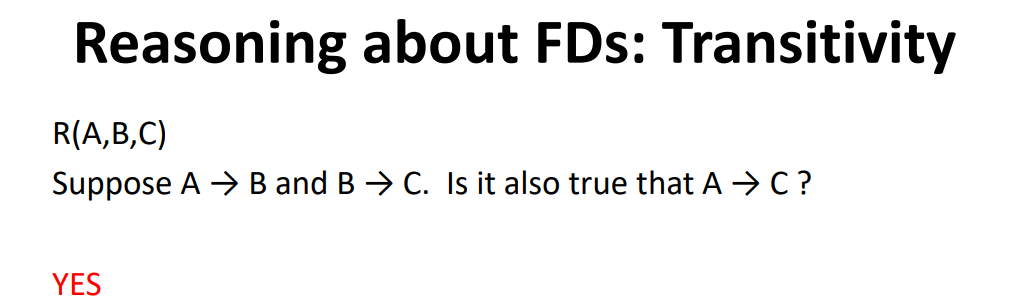 Reasoning about FDs: Transitivity
R(A,B,C)
Suppose A → B and B → C.  Is it also true that A → C ?
YES